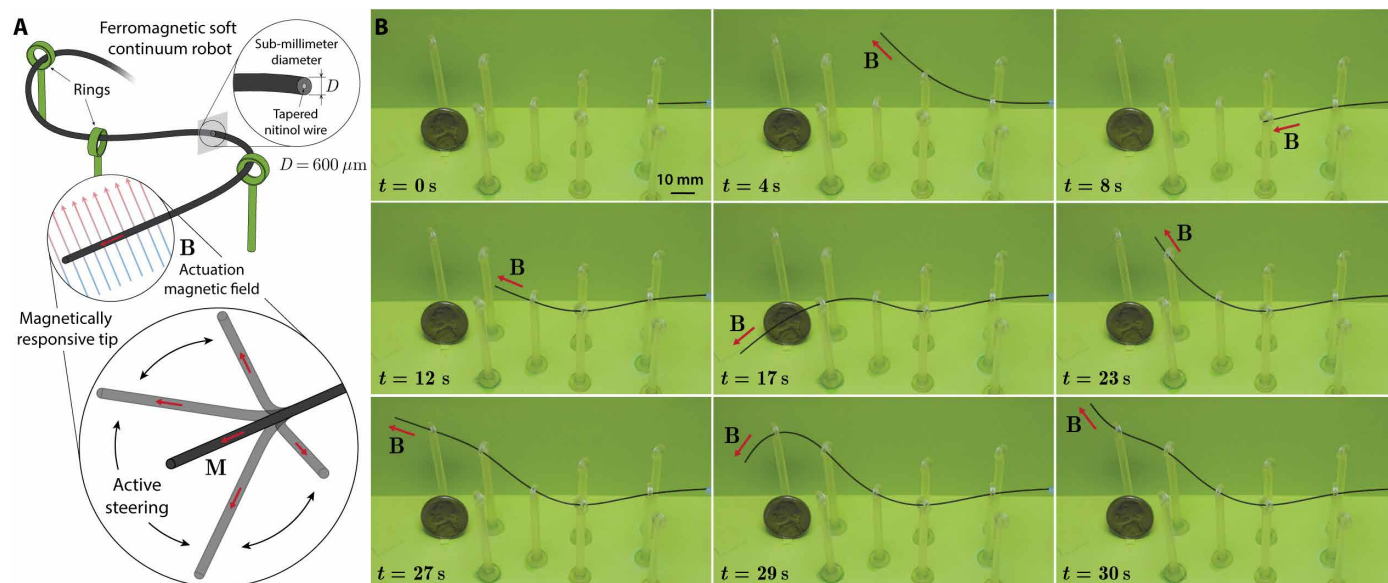 A
Ferromagnetic soft
continuum robot
Rings
Sub-millimeter
diameter
D
Tapered
nitinol wire
D = 600 μm
B
Actuation
magnetic field
Magnetically
responsive tip
M
Active
steering
B
t = 0 s
10 mm
B
t = 4 s
B
t = 8 s
B
t = 12 s
B
t = 17 s
B
t = 23 s
B
t = 27 s
B
t = 29 s
B
t = 30 s